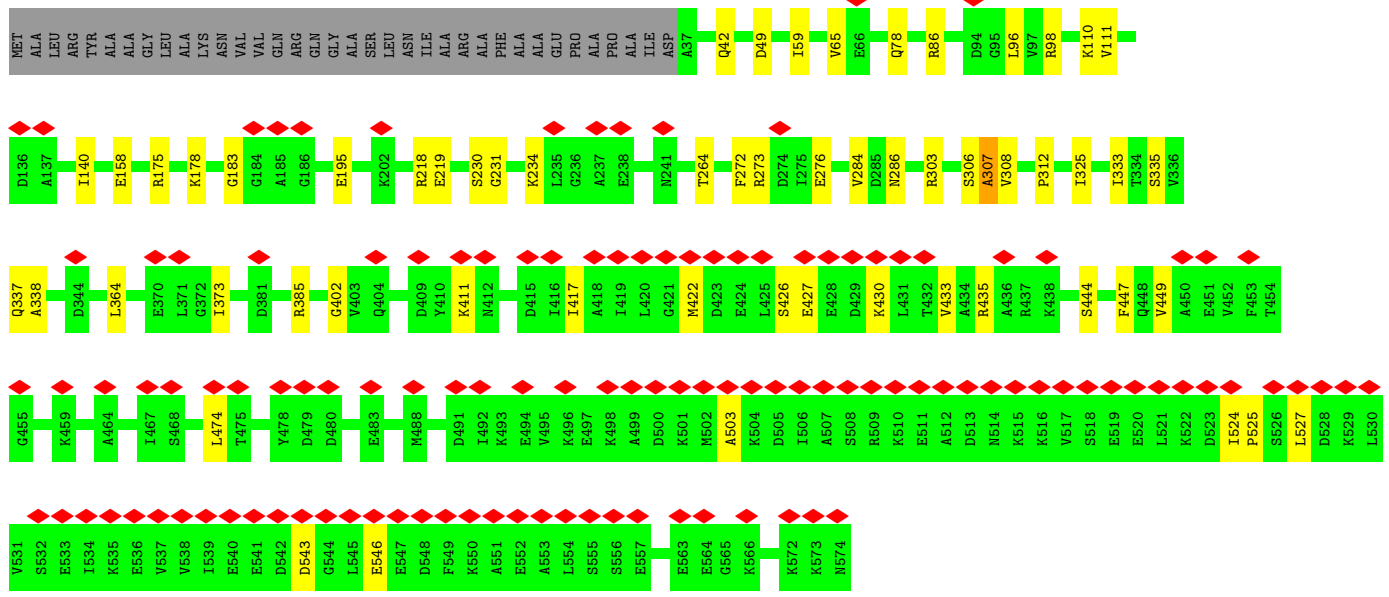 MET ALA LEU ARG TYR ALA ALA GLY LEU ALA LYS ASN VAL VAL GLN ARG GLN GLY ALA SER LEU ASN ILE ALA ARG ALA PHE ALA ALA GLU PRO ALA PRO ALA ILE ASP A37 Q42 D49 I59 V65 E66 Q78 R86 D94 G95 L96 V97 R98 K110 V111
D136 A137 I140 E158 R175 K178 G183 G184 A185 G186 E195 K202 R218 E219 S230 G231 K234 L235 G236 A237 E238 N241 T264 F272 R273 D274 I275 E276 V284 D285 N286 R303 S306 A307 V308 P312 I325 I333 T334 S335 V336
Q337 A338 D344 L364 E370 L371 G372 I373 D381 R385 G402 V403 Q404 D409 Y410 K411 N412 D415 I416 I417 A418 I419 L420 G421 M422 D423 E424 L425 S426 E427 E428 D429 K430 L431 T432 V433 A434 R435 A436 R437 K438 S444 F447 Q448 V449 A450 E451 V452 F453 T454
G455 K459 A464 I467 S468 L474 T475 Y478 D479 D480 E483 M488 D491 I492 K493 E494 V495 K496 E497 K498 A499 D500 K501 M502 A503 K504 D505 I506 A507 S508 R509 K510 E511 A512 D513 N514 K515 K516 V517 S518 E519 E520 L521 K522 D523 I524 P525 S526 L527 D528 K529 L530
V531 S532 E533 I534 K535 E536 V537 V538 I539 E540 E541 D542 D543 G544 L545 E546 E547 D548 F549 K550 A551 E552 A553 L554 S555 S556 E557 E563 E564 G565 K566 K572 K573 N574